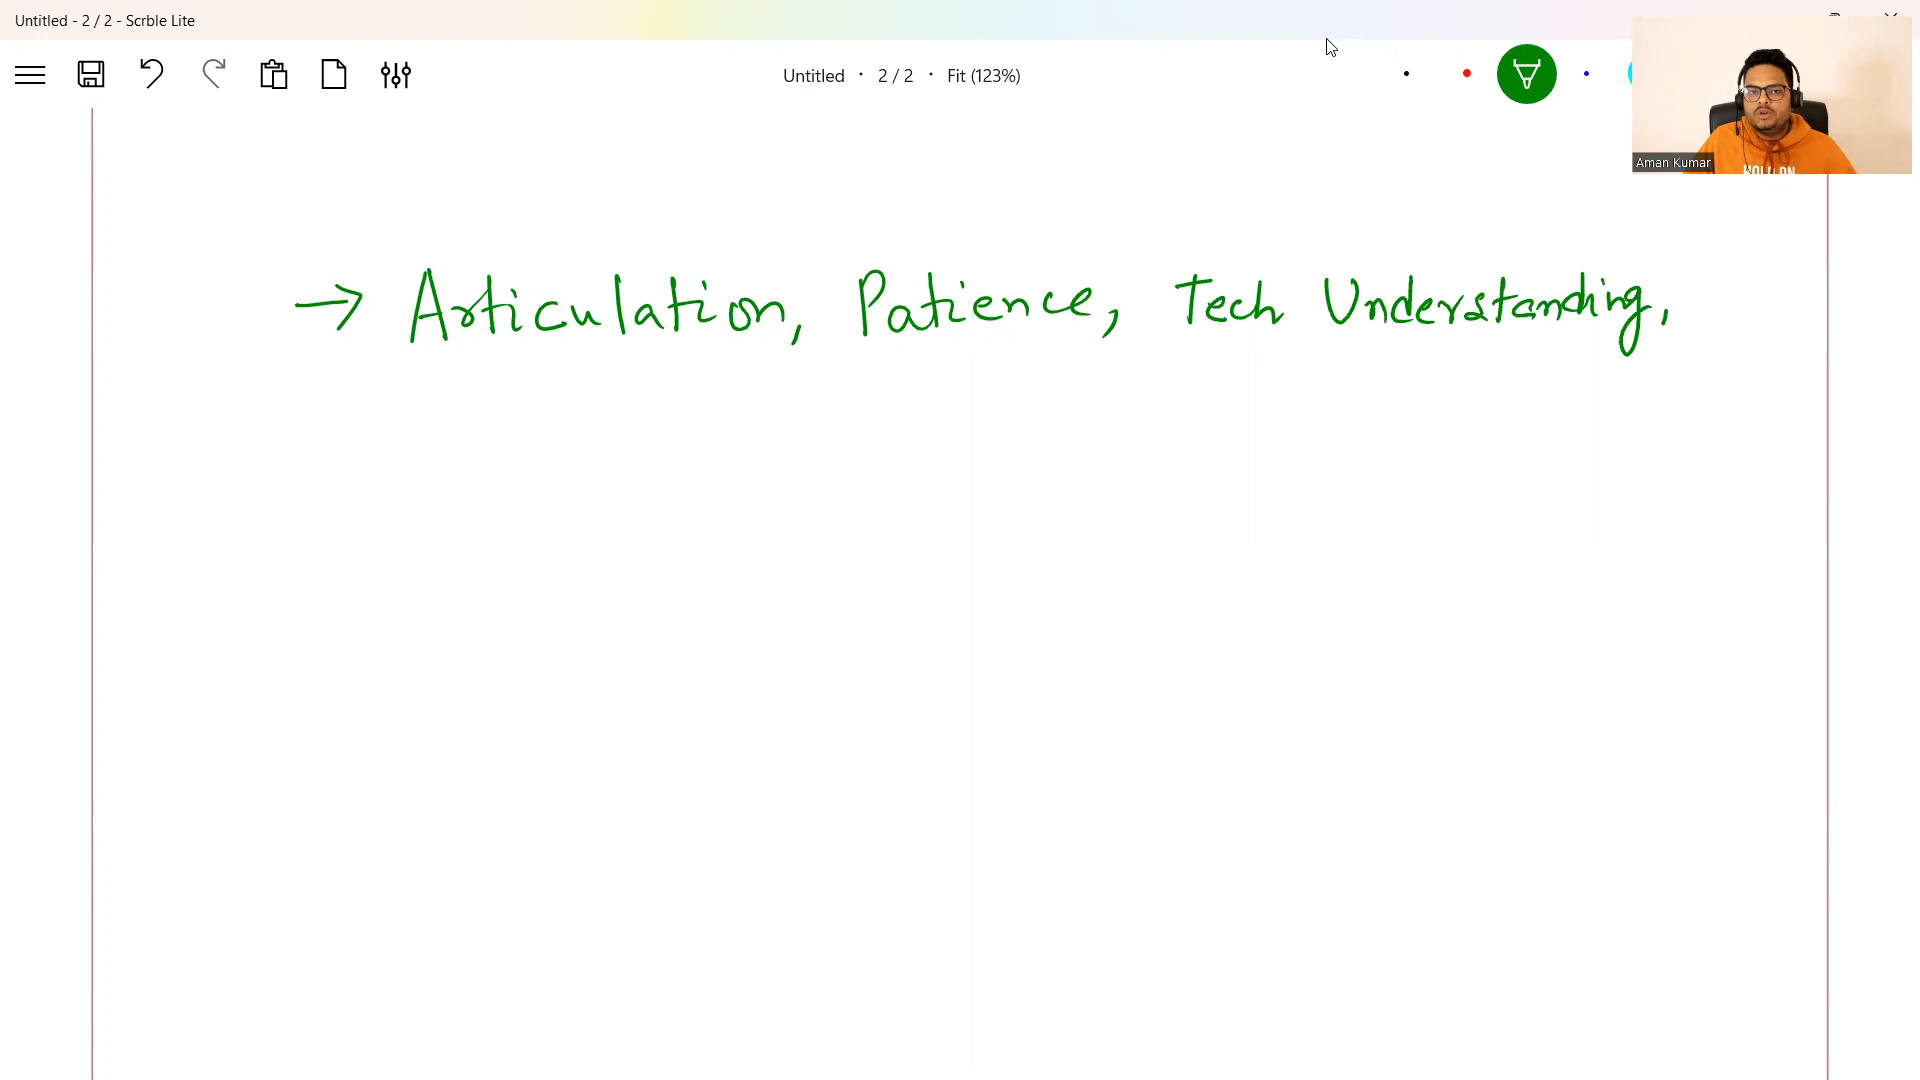 Untitled - 2 / 2 - Scrble Lite
Untitled · 2 / 2 · Fit (123%)
Aman Kumar
→ Articulation, Patience, Tech Understanding,